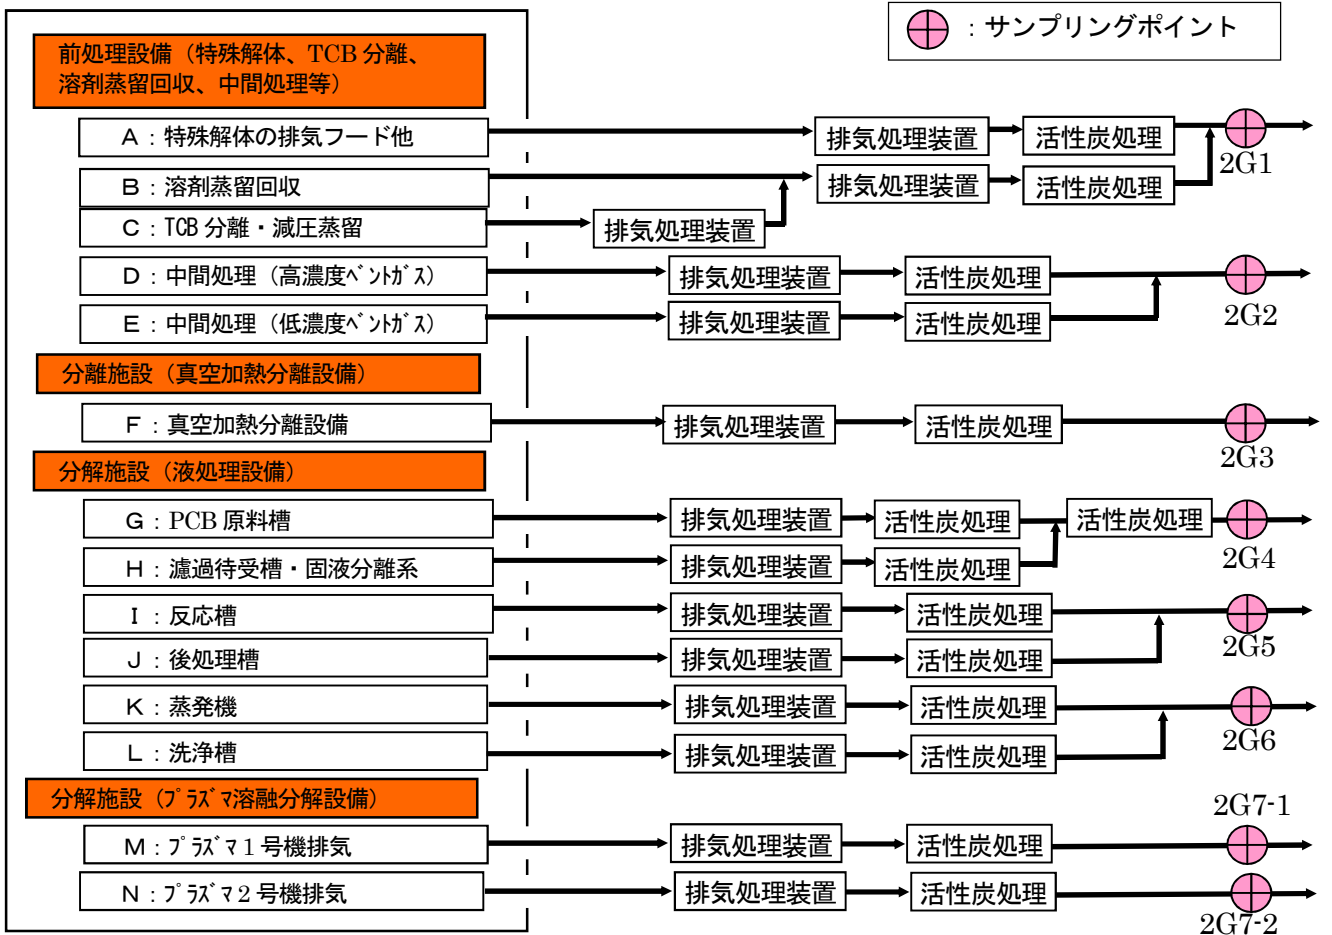 ：サンプリングポイント
前処理設備（特殊解体、TCB 分離、
溶剤蒸留回収、中間処理等）
A：特殊解体の排気フード他
排気処理装置
活性炭処理
2G1
B：溶剤蒸留回収
排気処理装置
活性炭処理
C：TCB 分離・減圧蒸留
排気処理装置
D：中間処理（高濃度ﾍﾞﾝﾄｶﾞｽ）
排気処理装置
活性炭処理
2G2
E：中間処理（低濃度ﾍﾞﾝﾄｶﾞｽ）
排気処理装置
活性炭処理
分離施設（真空加熱分離設備）
F：真空加熱分離設備
排気処理装置
活性炭処理
2G3
分解施設（液処理設備）
G：PCB 原料槽
排気処理装置
活性炭処理
活性炭処理
2G4
H：濾過待受槽・固液分離系
排気処理装置
活性炭処理
I：反応槽
排気処理装置
活性炭処理
2G5
J：後処理槽
排気処理装置
活性炭処理
K：蒸発機
排気処理装置
活性炭処理
2G6
L：洗浄槽
排気処理装置
活性炭処理
分解施設（ﾌﾟﾗｽﾞﾏ溶融分解設備）
2G7-1
M：ﾌﾟﾗｽﾞﾏ 1 号機排気
排気処理装置
活性炭処理
N：ﾌﾟﾗｽﾞﾏ 2 号機排気
排気処理装置
活性炭処理
2G7-2